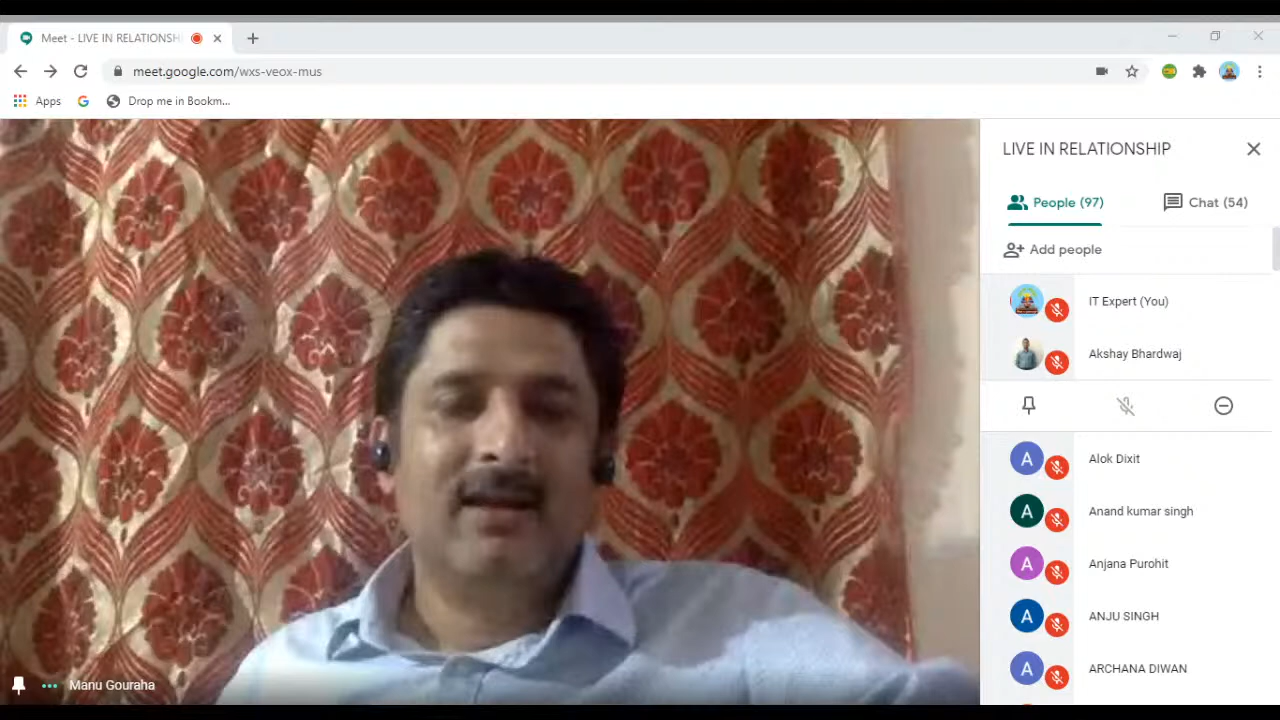 Meet - LIVE IN RELATIONSH
meet.google.com/wxs-veox-mus
Apps
G
Drop me in Bookm...
LIVE IN RELATIONSHIP
People (97)
Chat (54)
Add people
IT Expert (You)
Akshay Bhardwaj
A
Alok Dixit
A
Anand kumar singh
A
Anjana Purohit
A
ANJU SINGH
A
ARCHANA DIWAN
Manu Gouraha